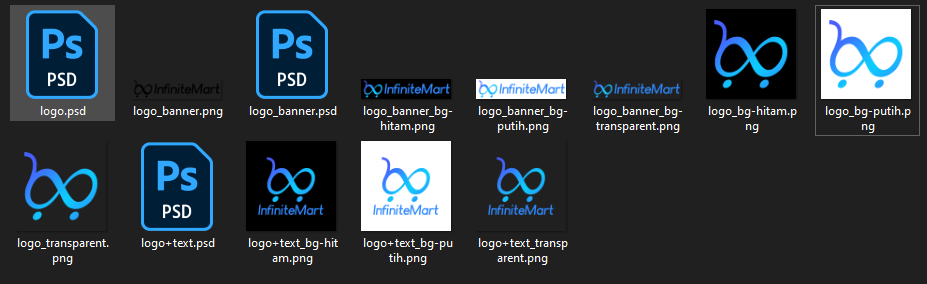 Ps
PSD
logo.psd
InfiniteMart
logo_banner.png
Ps
PSD
logo_banner.psd
InfiniteMart
logo_banner_bg-
hitam.png
InfiniteMart
logo_banner_bg-
putih.png
InfiniteMart
logo_banner_bg-
transparent.png
logo_bg-hitam.p
ng
logo_bg-putih.p
ng
logo_transparent.
png
Ps
PSD
logo+text.psd
InfiniteMart
logo+text_bg-hit
am.png
InfiniteMart
logo+text_bg-pu
tih.png
InfiniteMart
logo+text_transp
arent.png